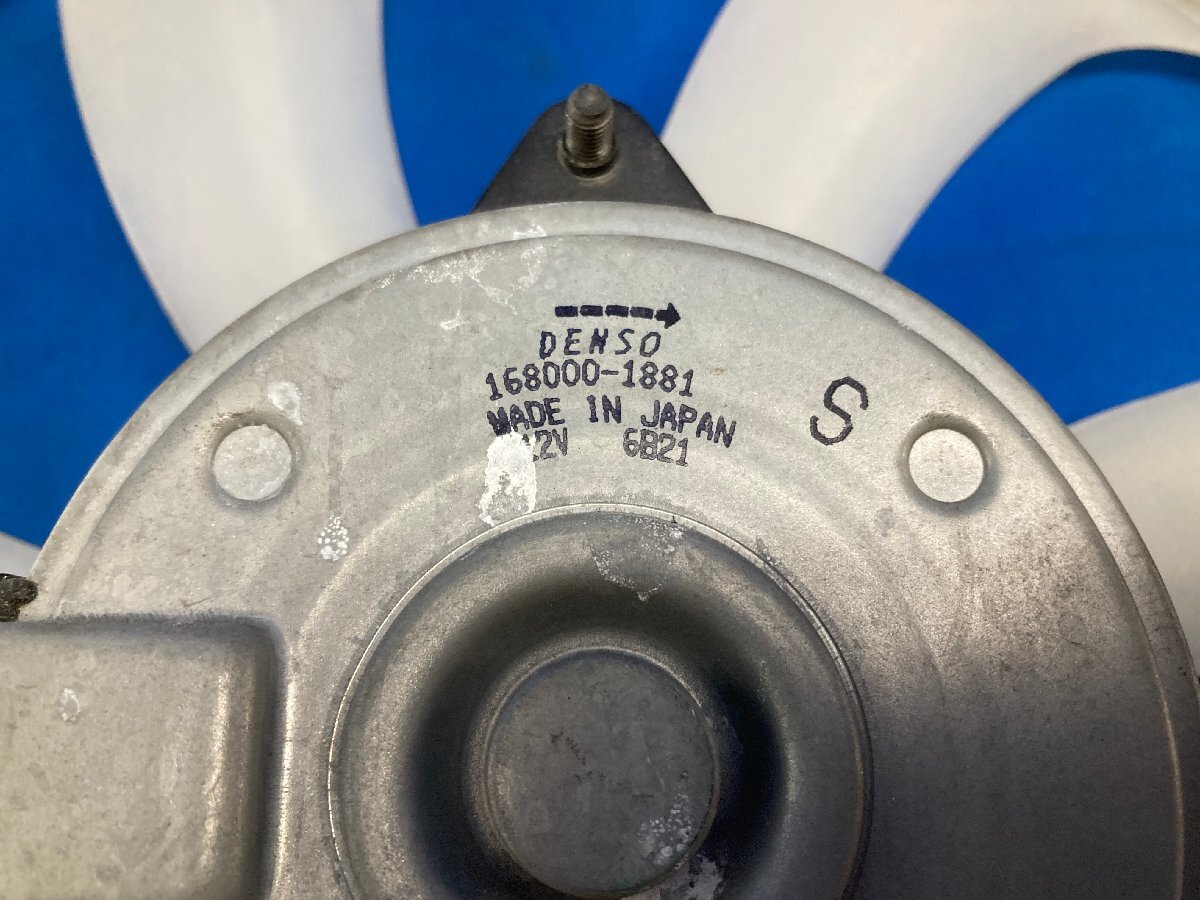 DENSO
168000-1881
S
MADE IN JAPAN
12V 6B21